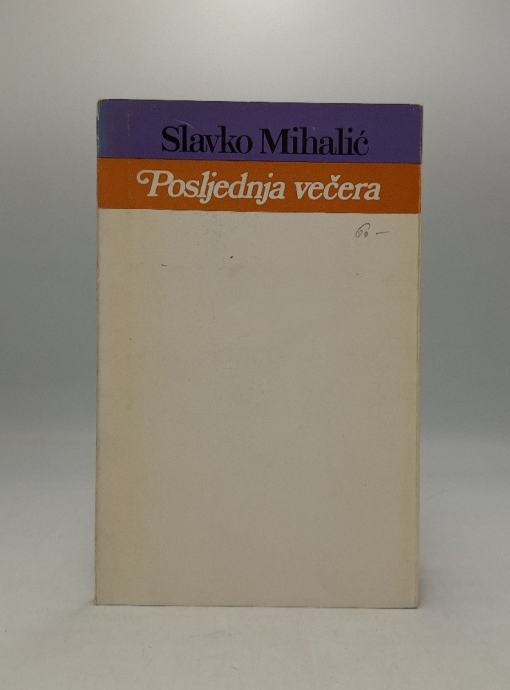 Slavko Mihalić
Posljednja večera